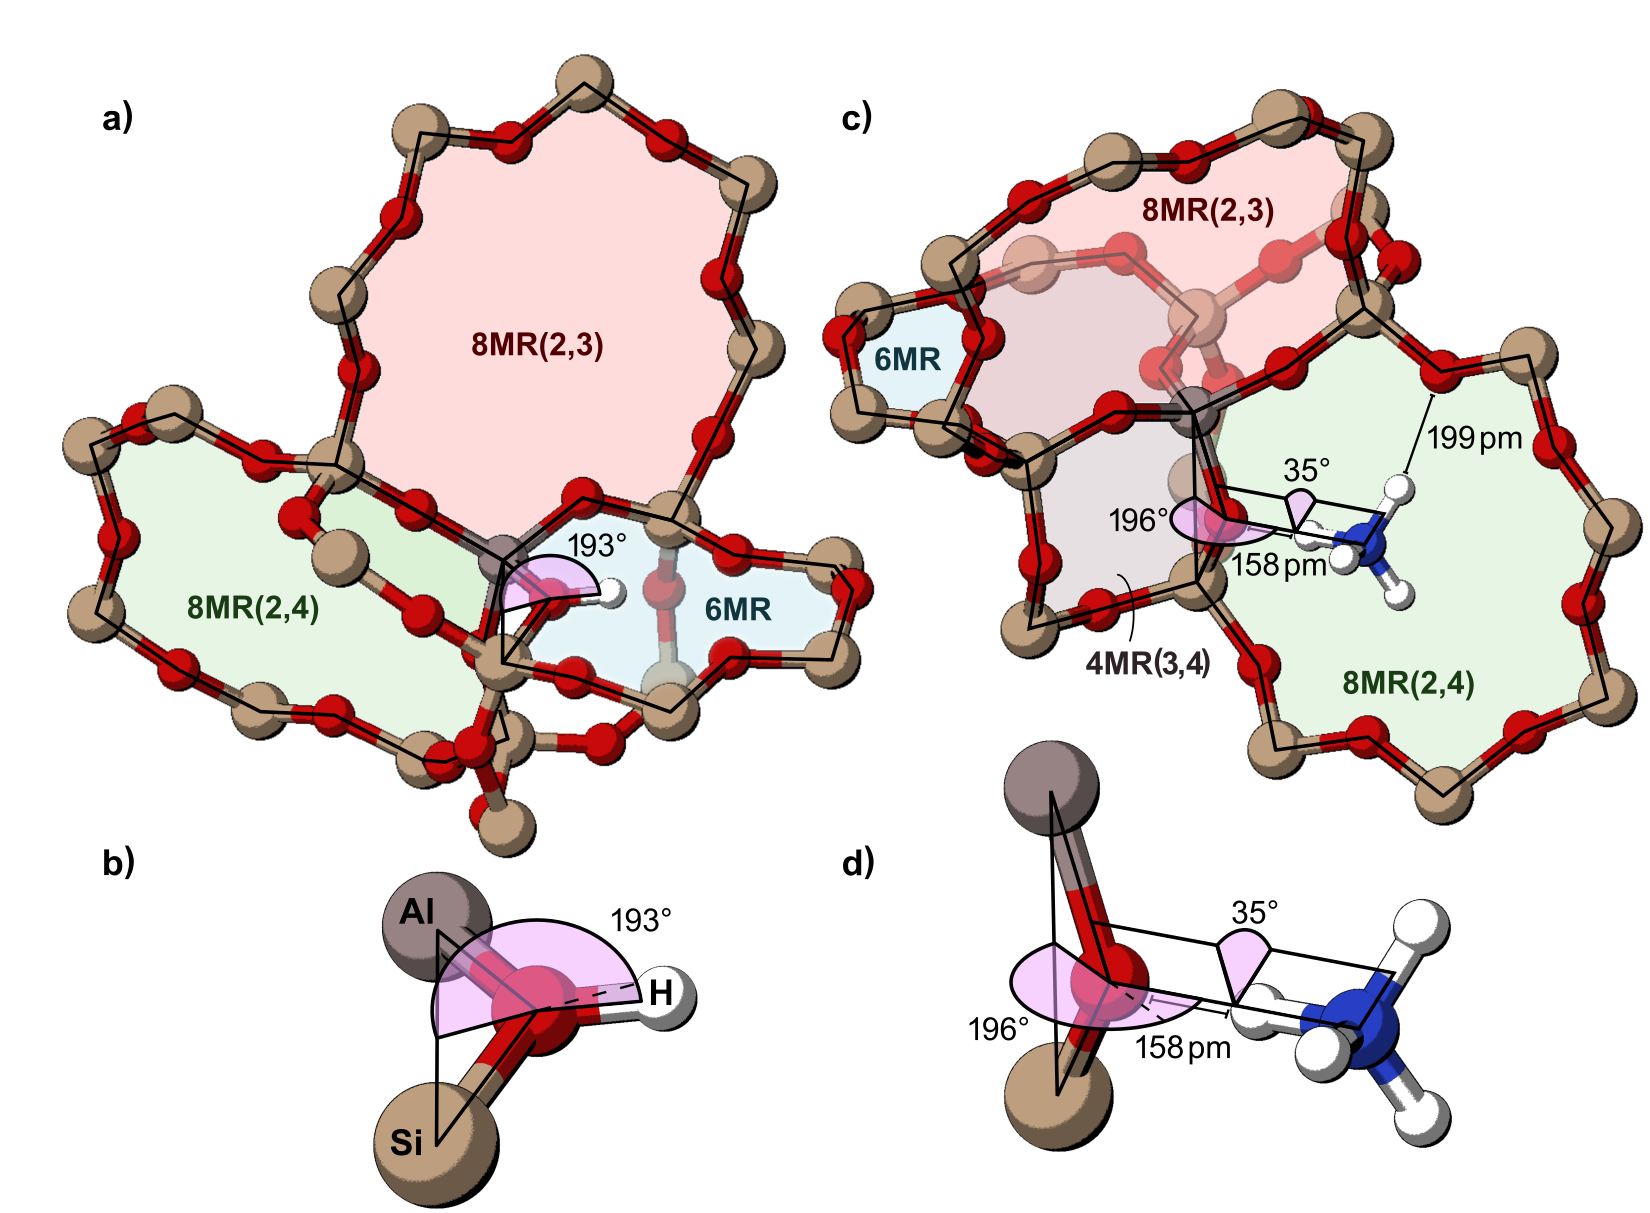 a)
8MR(2,3)
193°
8MR(2,4)
6MR
b)
Al
193°
H
Si
c)
8MR(2,3)
6MR
199 pm
35°
196°
158 pm
4MR(3,4)
8MR(2,4)
d)
35°
196°
158 pm